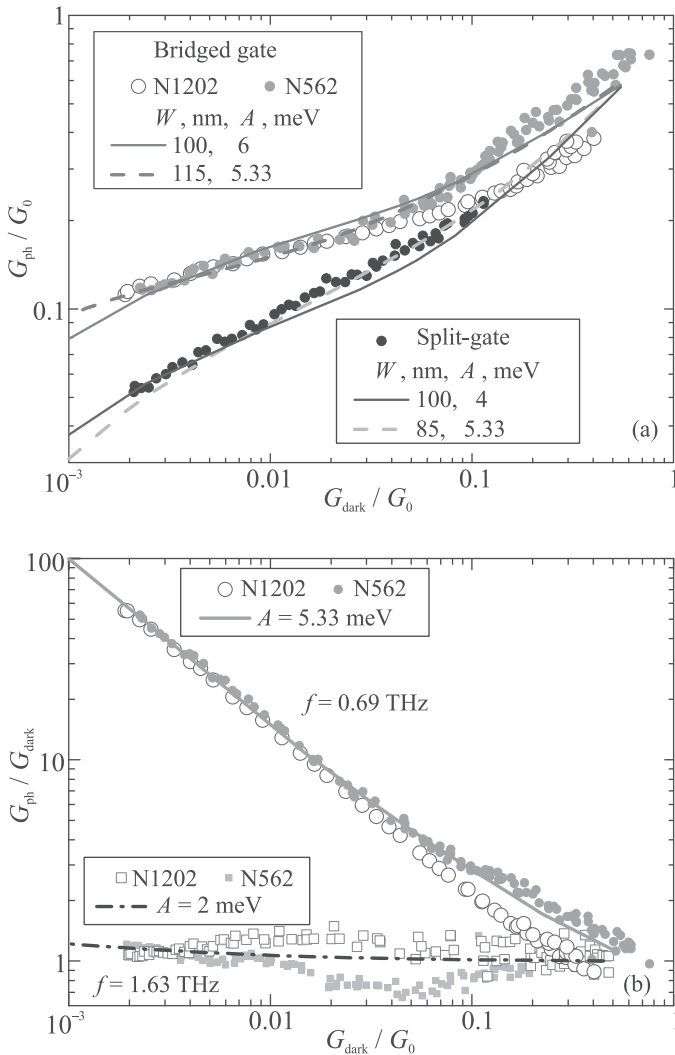 1
Bridged gate
N1202 N562
W, nm, A, meV
100, 6
115, 5.33
G_ph / G_0
0.1
Split-gate
W, nm, A, meV
100, 4
85, 5.33
(a)
10⁻³ 0.01 0.1 1
G_dark / G_0
100
N1202 N562
A = 5.33 meV
f = 0.69 THz
10
G_ph / G_dark
N1202 N562
A = 2 meV
1
f = 1.63 THz
(b)
10⁻³ 0.01 0.1 1
G_dark / G_0